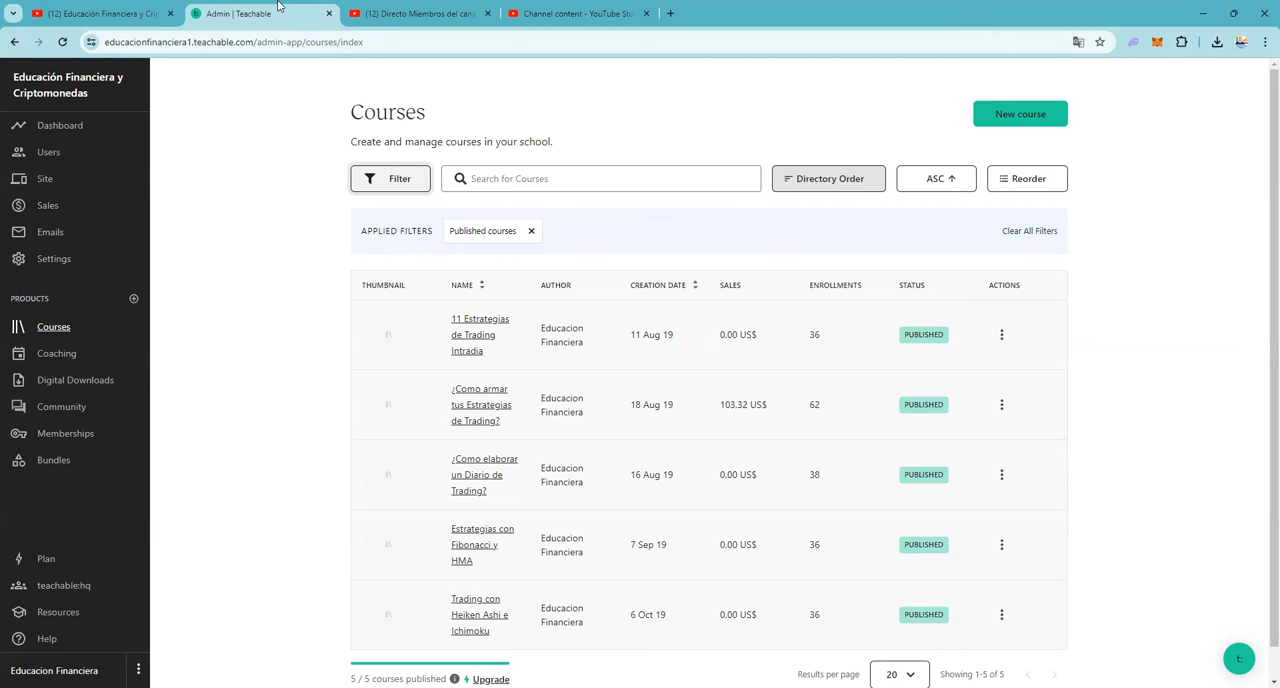 (12) Educación Financiera y Crip
Admin | Teachable
(12) Directo Miembros del cana
Channel content - YouTube Stu
educacionfinanciera1.teachable.com/admin-app/courses/index
Educación Financiera y
Criptomonedas
Dashboard
Users
Site
Sales
Emails
Settings
PRODUCTS
Courses
Coaching
Digital Downloads
Community
Memberships
Bundles
Plan
teachable:hq
Resources
Help
Educacion Financiera
Courses
New course
Create and manage courses in your school.
Filter
Search for Courses
Directory Order
ASC
Reorder
APPLIED FILTERS
Published courses
Clear All Filters
THUMBNAIL NAME AUTHOR CREATION DATE SALES ENROLLMENTS STATUS ACTIONS
11 Estrategias
de Trading
Intradia
Educacion
Financiera
11 Aug 19
0,00 US$
36
PUBLISHED
¿Como armar
tus Estrategias
de Trading?
Educacion
Financiera
18 Aug 19
103,32 US$
62
PUBLISHED
¿Como elaborar
un Diario de
Trading?
Educacion
Financiera
16 Aug 19
0,00 US$
38
PUBLISHED
Estrategias con
Fibonacci y
HMA
Educacion
Financiera
7 Sep 19
0,00 US$
36
PUBLISHED
Trading con
Heiken Ashi e
Ichimoku
Educacion
Financiera
6 Oct 19
0,00 US$
36
PUBLISHED
5 / 5 courses published
Upgrade
Results per page
20
Showing 1-5 of 5
t: